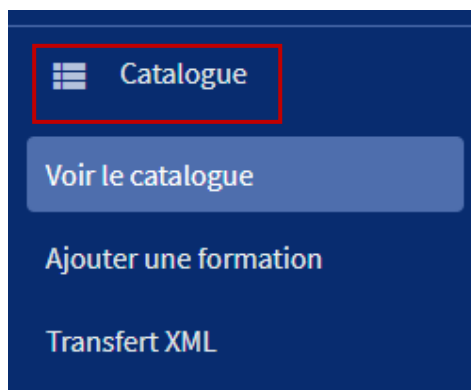 Catalogue
Voir le catalogue
Ajouter une formation
Transfert XML